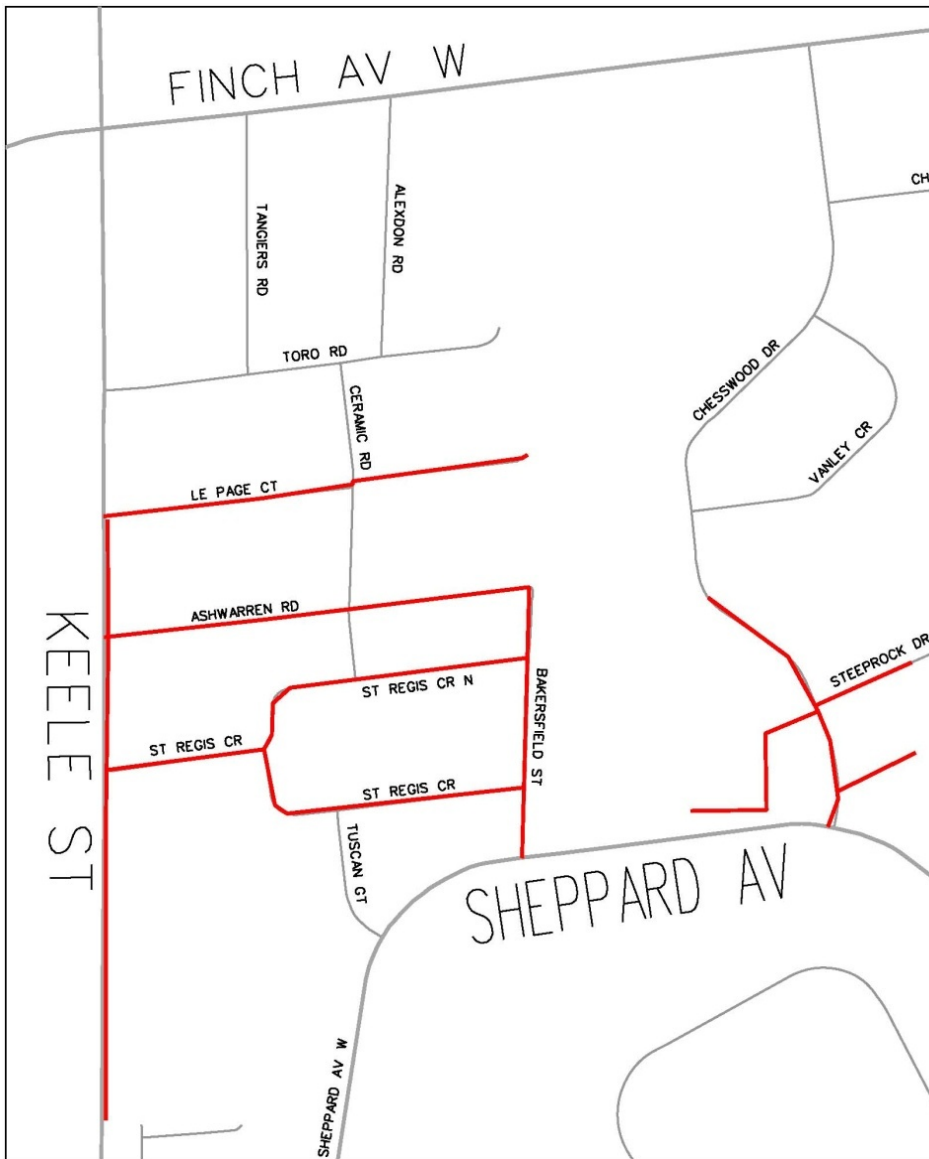 FINCH AV W
CH
TANGIERS RD
ALEXDON RD
TORO RD
CHESSWOOD DR
CERAMIC RD
VANLEY CR
LE PAGE CT
ASHWARREN RD
KEELE ST
STEEPROCK DR
ST REGIS CR N
BAKERSFIELD ST
ST REGIS CR
ST REGIS CR
TUSCAN GT
SHEPPARD AV
SHEPPARD AV W